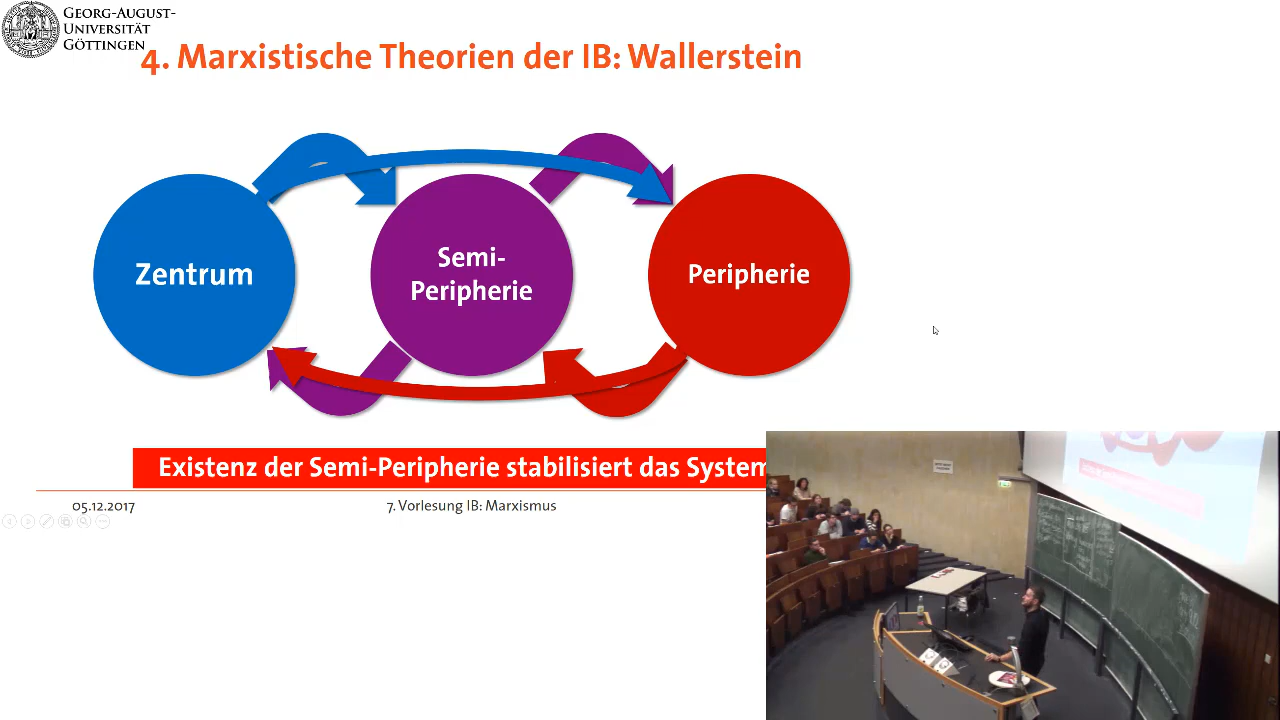 GEORG-AUGUST-
UNIVERSITÄT
GÖTTINGEN
4. Marxistische Theorien der IB: Wallerstein
Zentrum
Semi-
Peripherie
Peripherie
Existenz der Semi-Peripherie stabilisiert das System
05.12.2017
7. Vorlesung IB: Marxismus